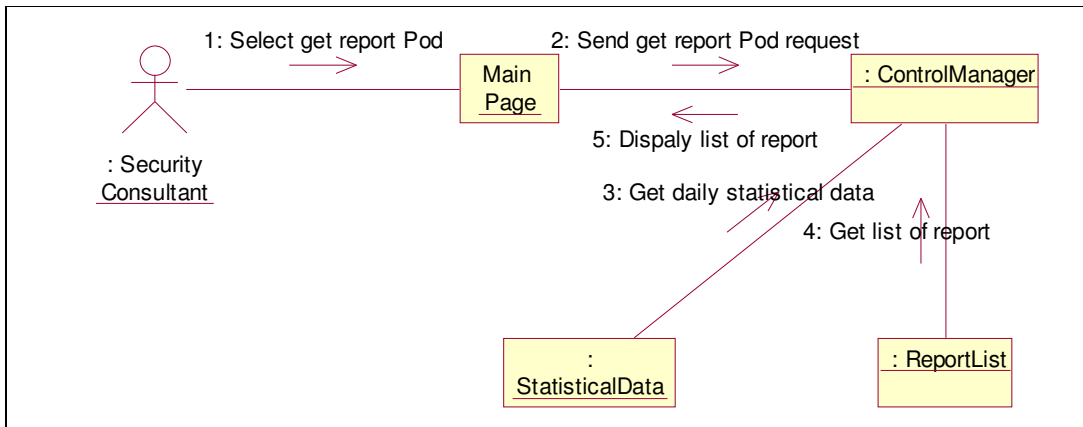 1: Select get report Pod
2: Send get report Pod request
Main
Page
: ControlManager
5: Dispaly list of report
: Security
Consultant
3: Get daily statistical data
4: Get list of report
:
StatisticalData
: ReportList